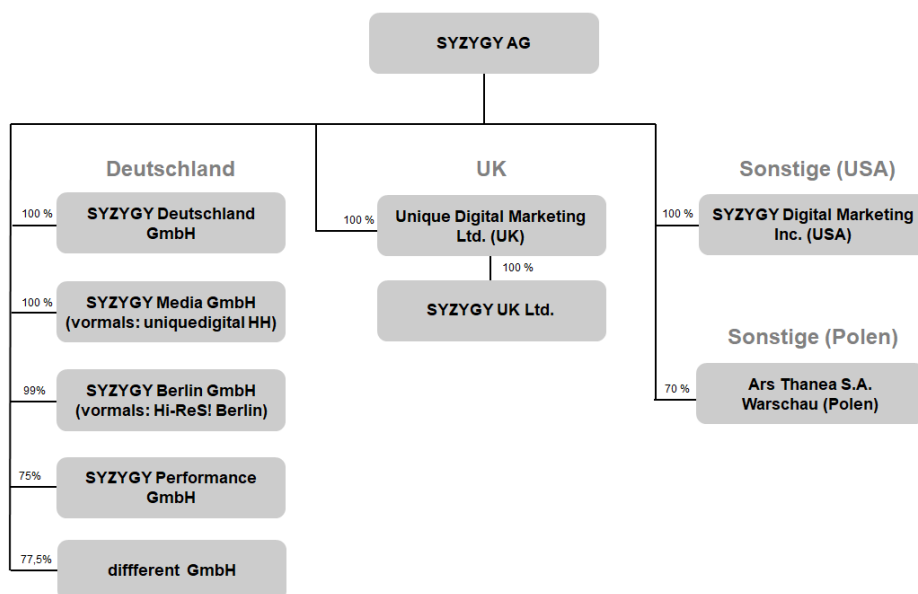 SYZYGY AG
Deutschland
100 %
SYZYGY Deutschland
GmbH
100 %
SYZYGY Media GmbH
(vormals: uniquedigital HH)
99%
SYZYGY Berlin GmbH
(vormals: Hi-ReS! Berlin)
75%
SYZYGY Performance
GmbH
77,5%
diffferent GmbH
UK
100 %
Unique Digital Marketing
Ltd. (UK)
100 %
SYZYGY UK Ltd.
Sonstige (USA)
100 %
SYZYGY Digital Marketing
Inc. (USA)
Sonstige (Polen)
70 %
Ars Thanea S.A.
Warschau (Polen)